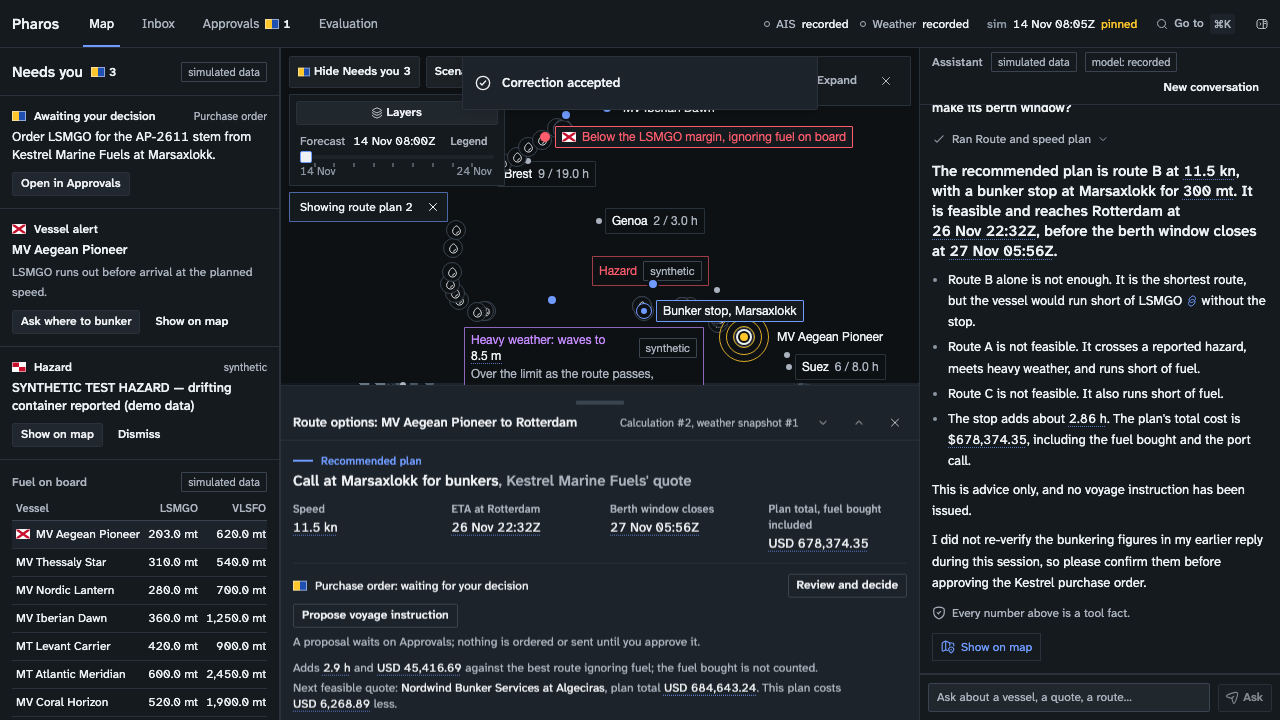 Pharos
Map
Inbox
Approvals 1
Evaluation
AIS recorded
Weather recorded
sim 14 Nov 08:05Z pinned
Go to ⌘K
Needs you 3
simulated data
Awaiting your decision
Purchase order
Order LSMGO for the AP-2611 stem from
Kestrel Marine Fuels at Marsaxlokk.
Open in Approvals
Vessel alert
MV Aegean Pioneer
LSMGO runs out before arrival at the planned
speed.
Ask where to bunker
Show on map
Hazard
synthetic
SYNTHETIC TEST HAZARD — drifting
container reported (demo data)
Show on map
Dismiss
Fuel on board
simulated data
Vessel LSMGO VLSFO
MV Aegean Pioneer 203.0 mt 620.0 mt
MV Thessaly Star 310.0 mt 540.0 mt
MV Nordic Lantern 280.0 mt 700.0 mt
MV Iberian Dawn 360.0 mt 1,250.0 mt
MT Levant Carrier 420.0 mt 900.0 mt
MT Atlantic Meridian 600.0 mt 2,450.0 mt
MV Coral Horizon 520.0 mt 1,900.0 mt
Hide Needs you 3
Correction accepted
Expand
Layers
Forecast 14 Nov 08:00Z Legend
14 Nov 24 Nov
Showing route plan 2
MV Iberian Dawn
Below the LSMGO margin, ignoring fuel on board
Brest 9 / 19.0 h
Genoa 2 / 3.0 h
Hazard synthetic
Bunker stop, Marsaxlokk
MV Aegean Pioneer
Suez 6 / 8.0 h
Heavy weather: waves to
8.5 m
synthetic
Over the limit as the route passes,
Route options: MV Aegean Pioneer to Rotterdam
Calculation #2, weather snapshot #1
Recommended plan
Call at Marsaxlokk for bunkers, Kestrel Marine Fuels' quote
Speed
11.5 kn
ETA at Rotterdam
26 Nov 22:32Z
Berth window closes
27 Nov 05:56Z
Plan total, fuel bought
included
USD 678,374.35
Purchase order: waiting for your decision
Review and decide
Propose voyage instruction
A proposal waits on Approvals; nothing is ordered or sent until you approve it.
Adds 2.9 h and USD 45,416.69 against the best route ignoring fuel; the fuel bought is not counted.
Next feasible quote: Nordwind Bunker Services at Algeciras, plan total USD 684,643.24. This plan costs
USD 6,268.89 less.
Assistant
simulated data
model: recorded
New conversation
make its berth window?
Ran Route and speed plan
The recommended plan is route B at 11.5 kn,
with a bunker stop at Marsaxlokk for 300 mt. It
is feasible and reaches Rotterdam at
26 Nov 22:32Z, before the berth window closes
at 27 Nov 05:56Z.
Route B alone is not enough. It is the shortest route,
but the vessel would run short of LSMGO without the
stop.
Route A is not feasible. It crosses a reported hazard,
meets heavy weather, and runs short of fuel.
Route C is not feasible. It also runs short of fuel.
The stop adds about 2.86 h. The plan's total cost is
$678,374.35, including the fuel bought and the port
call.
This is advice only, and no voyage instruction has been
issued.
I did not re-verify the bunkering figures in my earlier reply
during this session, so please confirm them before
approving the Kestrel purchase order.
Every number above is a tool fact.
Show on map
Ask about a vessel, a quote, a route...
Ask